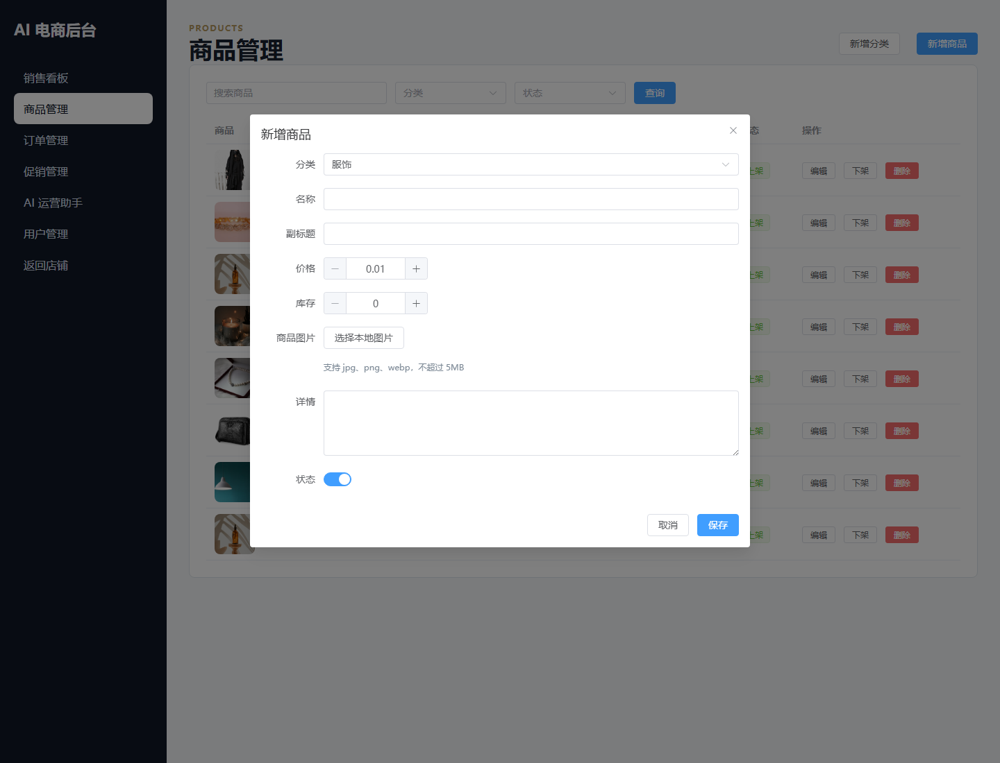 AI 电商后台
销售看板
商品管理
订单管理
促销管理
AI 运营助手
用户管理
返回店铺
PRODUCTS
商品管理
新增分类
新增商品
搜索商品
分类
状态
查询
商品
态
操作
上架
编辑
下架
删除
上架
编辑
下架
删除
上架
编辑
下架
删除
上架
编辑
下架
删除
上架
编辑
下架
删除
上架
编辑
下架
删除
上架
编辑
下架
删除
上架
编辑
下架
删除
新增商品
分类
服饰
名称
副标题
价格
0.01
库存
0
商品图片
选择本地图片
支持 jpg、png、webp，不超过 5MB
详情
状态
取消
保存